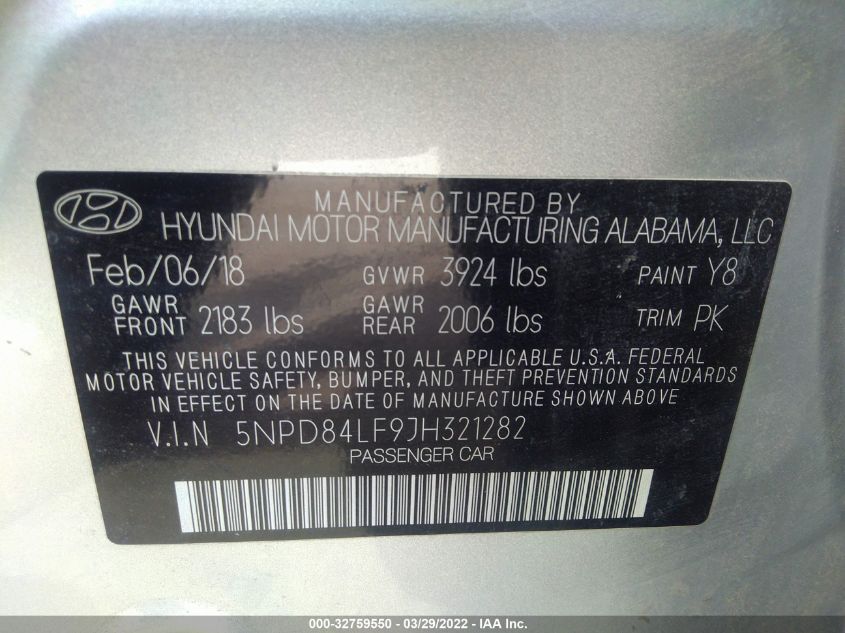 MANUFACTURED BY
HYUNDAI MOTOR MANUFACTURING ALABAMA, LLC
Feb/06/18 GVWR 3924 lbs PAINT Y8
GAWR FRONT 2183 lbs GAWR REAR 2006 lbs TRIM PK
THIS VEHICLE CONFORMS TO ALL APPLICABLE U.S.A. FEDERAL
MOTOR VEHICLE SAFETY, BUMPER, AND THEFT PREVENTION STANDARDS
IN EFFECT ON THE DATE OF MANUFACTURE SHOWN ABOVE.
V.I.N 5NPD84LF9JH321282
PASSENGER CAR
000-32759550 - 03/29/2022 - IAA Inc.